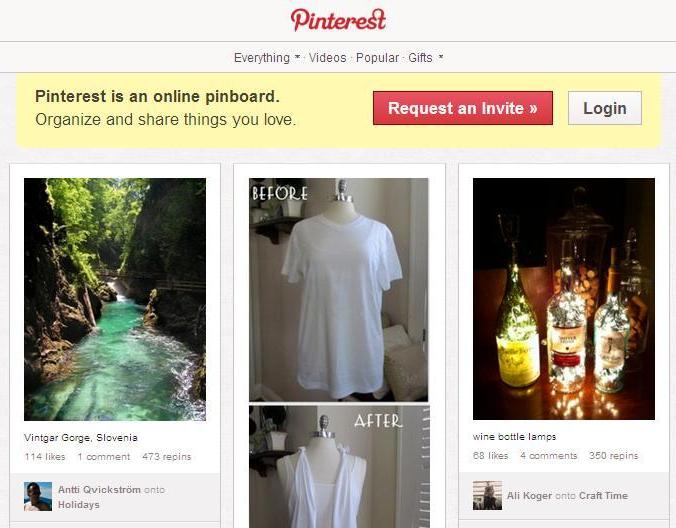 Pinterest
Everything · Videos · Popular · Gifts
Pinterest is an online pinboard.
Organize and share things you love.
Request an Invite »
Login
Vintgar Gorge, Slovenia
114 likes 1 comment 473 repins
Antti Qvickström onto
Holidays
BEFORE
AFTER
wine bottle lamps
68 likes 4 comments 350 repins
Ali Koger onto Craft Time